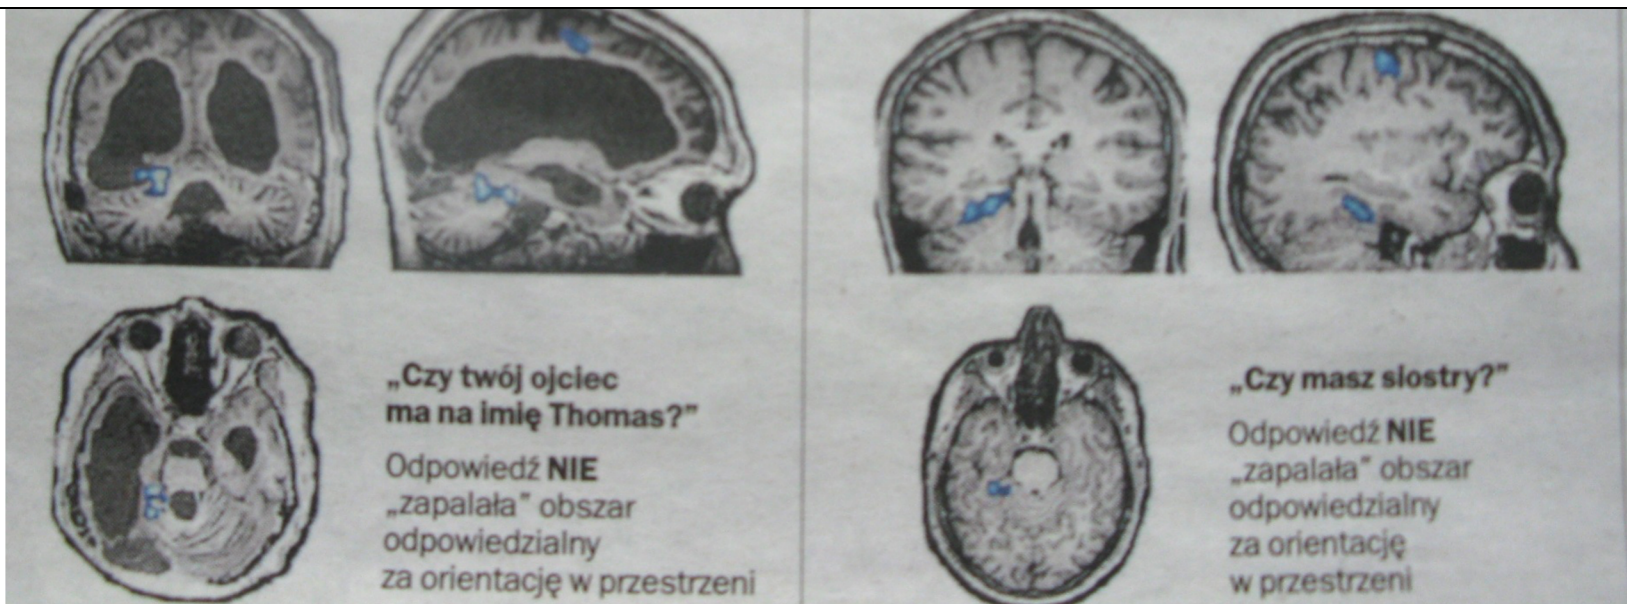 „Czy twój ojciec
ma na imię Thomas?”
Odpowiedź NIE
„zapalała” obszar
odpowiedzialny
za orientację w przestrzeni
„Czy masz siostry?”
Odpowiedź NIE
„zapalała” obszar
odpowiedzialny
za orientację
w przestrzeni